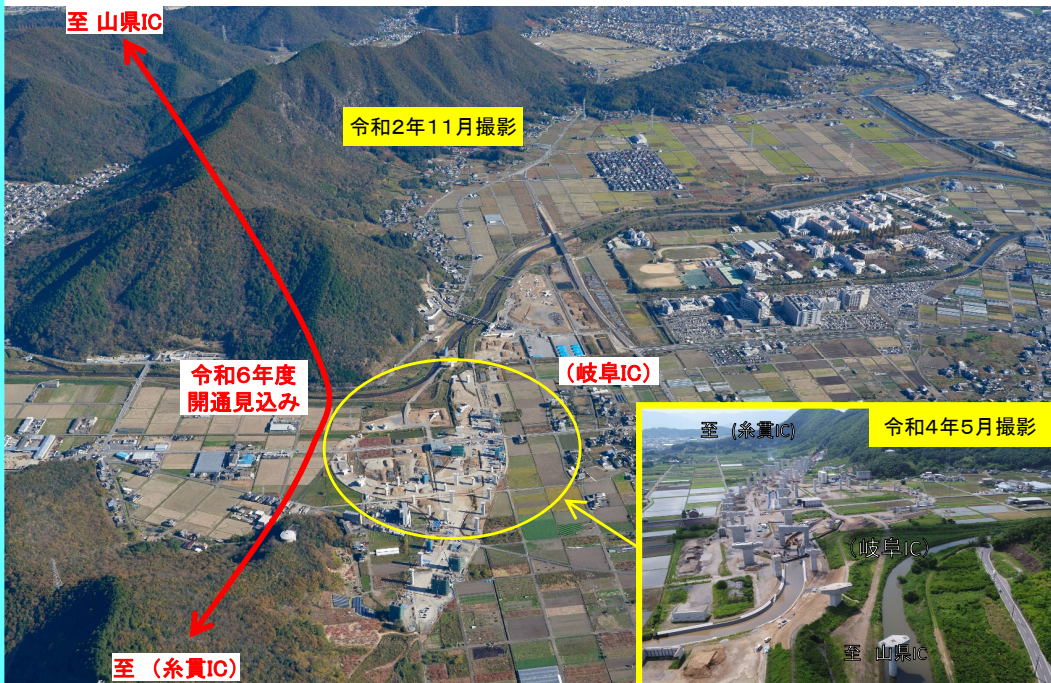 至 山県IC
令和2年11月撮影
(岐阜IC)
令和6年度
開通見込み
至 (糸貫IC)
令和4年5月撮影
至 (糸貫IC)
(岐阜IC)
至 山県IC